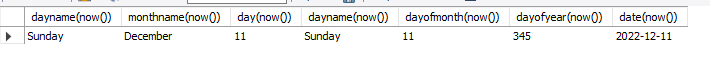 dayname(now()) monthname(now()) day(now()) dayname(now()) dayofmonth(now()) dayofyear(now()) date(now())
Sunday December 11 Sunday 11 345 2022-12-11